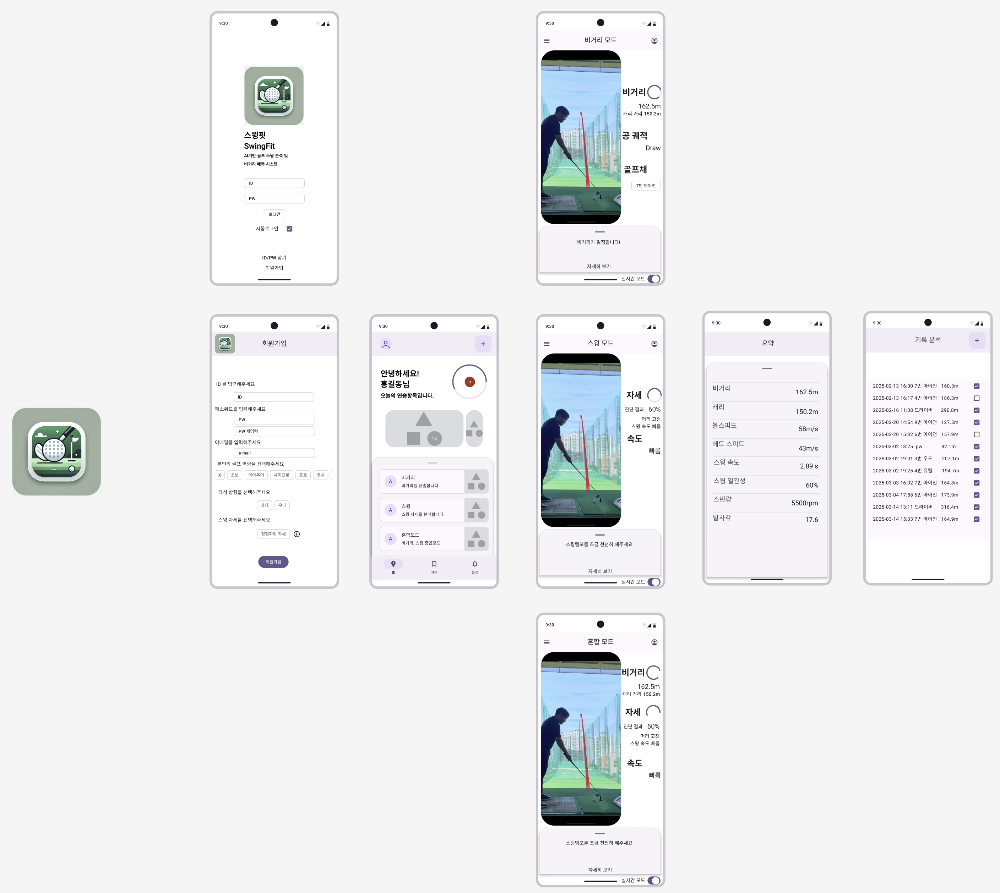 9:30
스윙핏
SwingFit
AI기반 골프 스윙 분석 및
비거리 예측 시스템
ID
PW
로그인
자동로그인
ID/PW 찾기
회원가입
9:30
비거리 모드
비거리
162.5m
캐리 거리 150.2m
공 궤적
Draw
골프채
7번 아이언
비거리가 일정합니다!
자세히 보기
실시간 모드
9:30
회원가입
ID 를 입력해주세요
ID
패스워드를 입력해주세요
PW
PW 재입력
이메일을 입력해주세요
e-mail
본인의 골프 역량을 선택해주세요
X 초보 아마추어 세미프로 프로 코치
타석 방향을 선택해주세요
좌타 우타
스윙 자세를 선택해주세요
정형화된 자세
회원가입
9:30
안녕하세요!
홍길동님
오늘의 연습항목입니다.
3
1st
A
비거리
비거리를 산출합니다
A
스윙
스윙 자세를 분석합니다.
A
혼합모드
비거리, 스윙 종합모드
홈 기록 설정
9:30
스윙 모드
자세
진단 결과 60%
머리 고정
스윙 속도 빠름
속도
빠름
스윙템포를 조금 천천히 해주세요
자세히 보기
실시간 모드
9:30
요약
비거리
162.5m
캐리
150.2m
볼스피드
58m/s
헤드 스피드
43m/s
스윙 속도
2.89 s
스윙 일관성
60%
스핀량
5500rpm
발사각
17.6
9:30
기록 분석
2025-02-13 16:00 7번 아이언 160.3m
2025-02-13 16:17 4번 아이언 186.3m
2025-02-16 11:38 드라이버 290.8m
2025-02-20 14:54 9번 아이언 127.5m
2025-02-20 15:32 6번 아이언 157.9m
2025-03-02 18:25 pw 82.1m
2025-03-02 19:01 3번 우드 207.1m
2025-03-02 19:25 4번 유틸 194.7m
2025-03-03 16:02 7번 아이언 164.8m
2025-03-04 17:58 6번 아이언 173.9m
2025-03-14 13:11 드라이버 316.4m
2025-03-14 15:33 7번 아이언 164.9m
9:30
혼합 모드
비거리
162.5m
캐리 거리 150.2m
자세
진단 결과 60%
머리 고정
스윙 속도 빠름
속도
빠름
스윙템포를 조금 천천히 해주세요
자세히 보기
실시간 모드